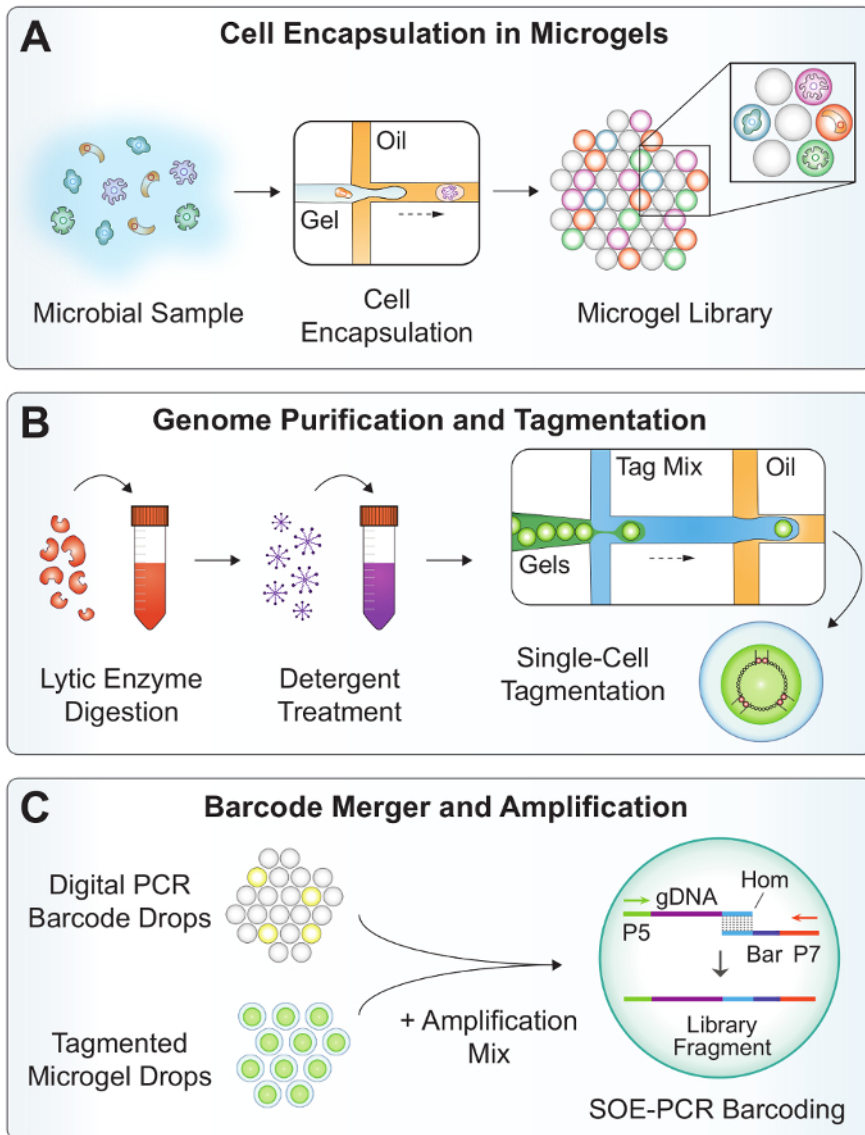 A
Cell Encapsulation in Microgels
Oil
Gel
Microbial Sample
Cell
Encapsulation
Microgel Library
B
Genome Purification and Tagmentation
Tag Mix
Oil
Gels
Lytic Enzyme
Digestion
Detergent
Treatment
Single-Cell
Tagmentation
C
Barcode Merger and Amplification
Digital PCR
Barcode Drops
Tagmented
Microgel Drops
+ Amplification
Mix
Hom
gDNA
P5
Bar
P7
Library
Fragment
SOE-PCR Barcoding